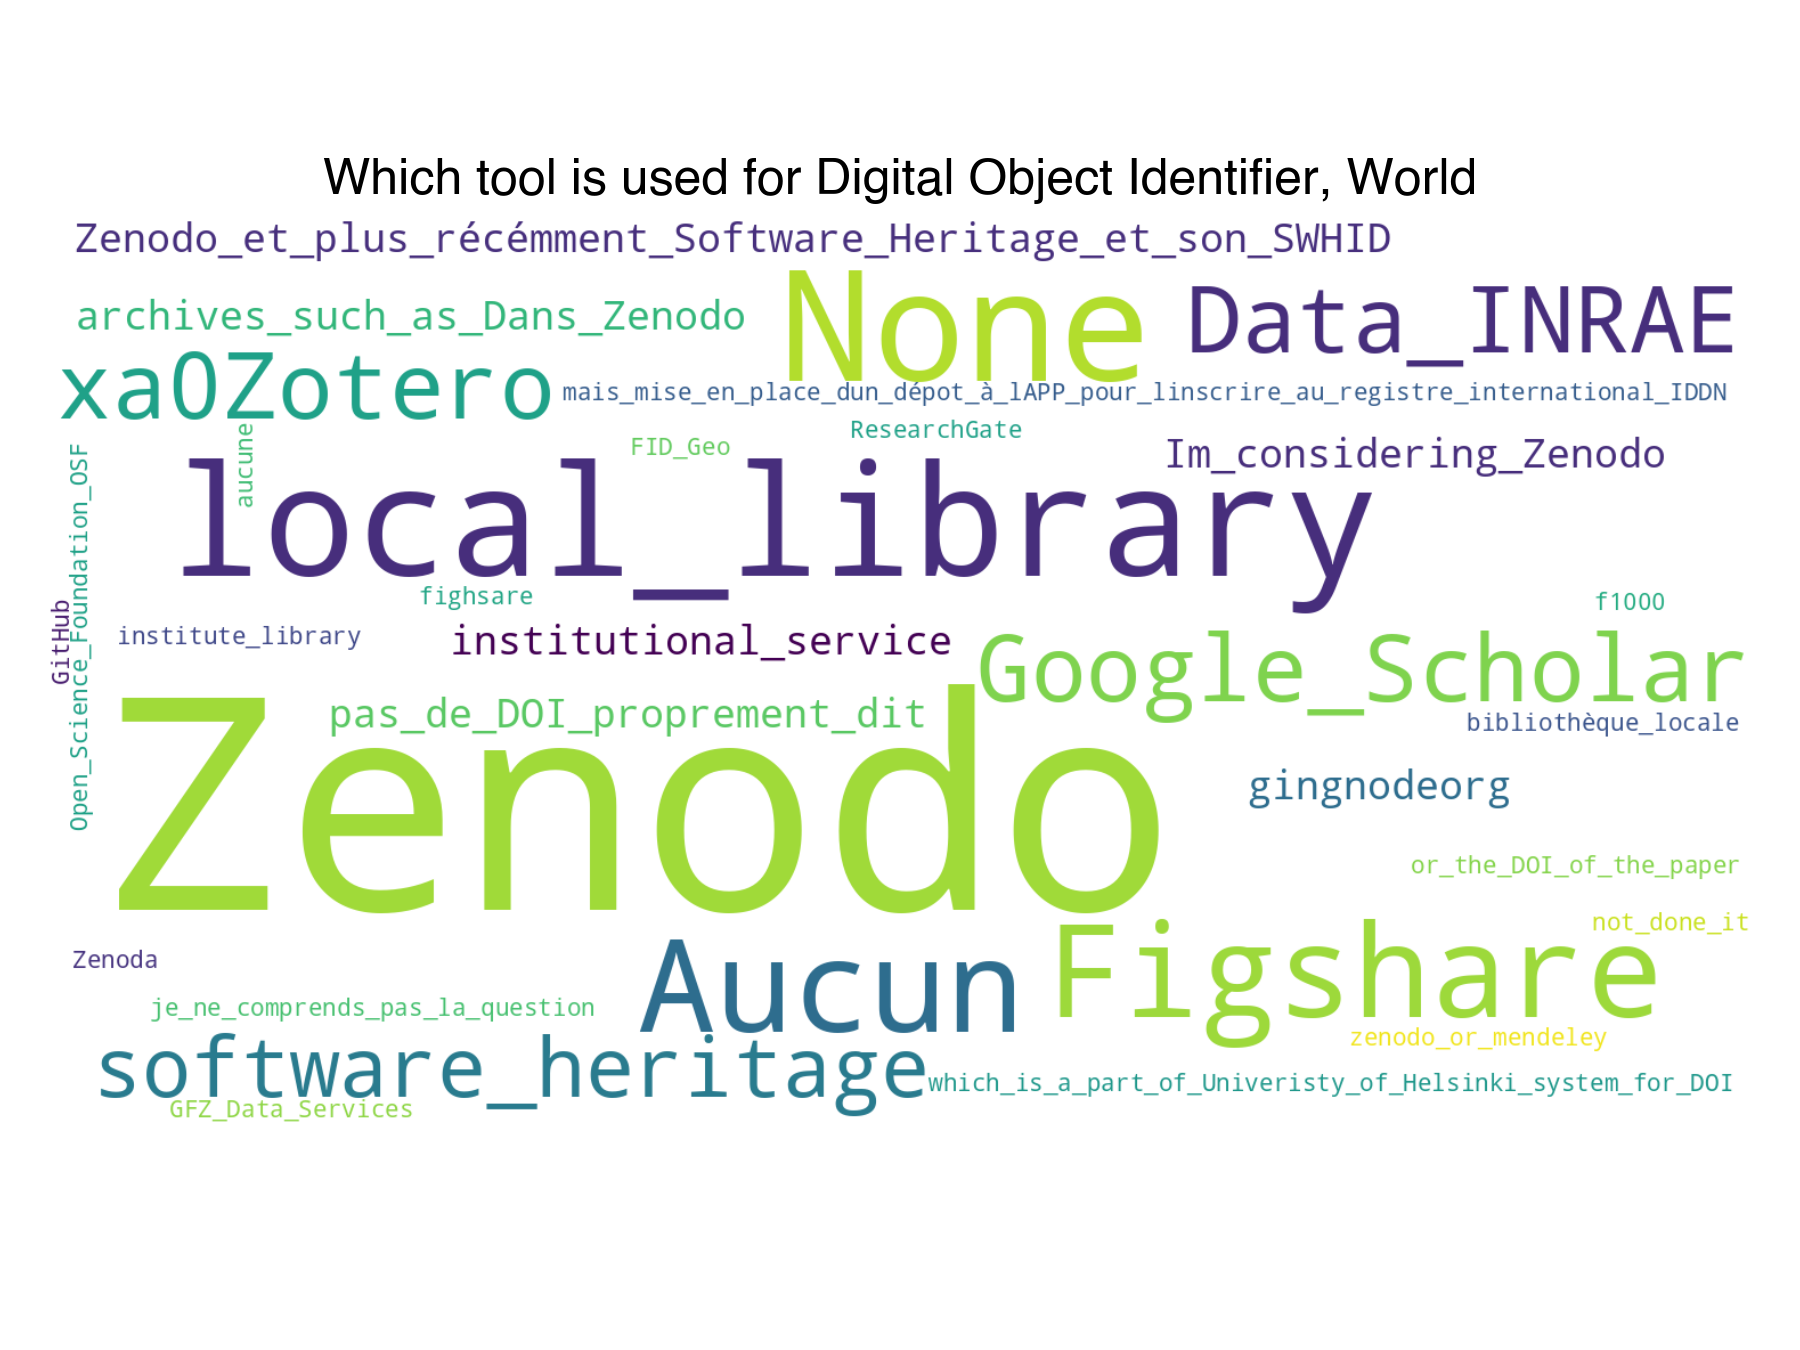 Which tool is used for Digital Object Identifier, World
Zenodo_et_plus_récémment_Software_Heritage_et_son_SWHID
None
Data_INRAE
archives_such_as_Dans_Zenodo
xa0Zotero
mais_mise_en_place_dun_dépot_à_lAPP_pour_linscrire_au_registre_international_IDDN
ResearchGate
FID_Geo
aucune
Im_considering_Zenodo
local_library
Open_Science_Foundation_OSF
fighsare
f1000
GitHub
institute_library
institutional_service
Google_Scholar
pas_de_DOI_proprement_dit
bibliothèque_locale
Zenodo
gingnodeorg
or_the_DOI_of_the_paper
not_done_it
Figshare
Aucun
Zenoda
je_ne_comprends_pas_la_question
zenodo_or_mendeley
software_heritage
which_is_a_part_of_Univeristy_of_Helsinki_system_for_DOI
GFZ_Data_Services